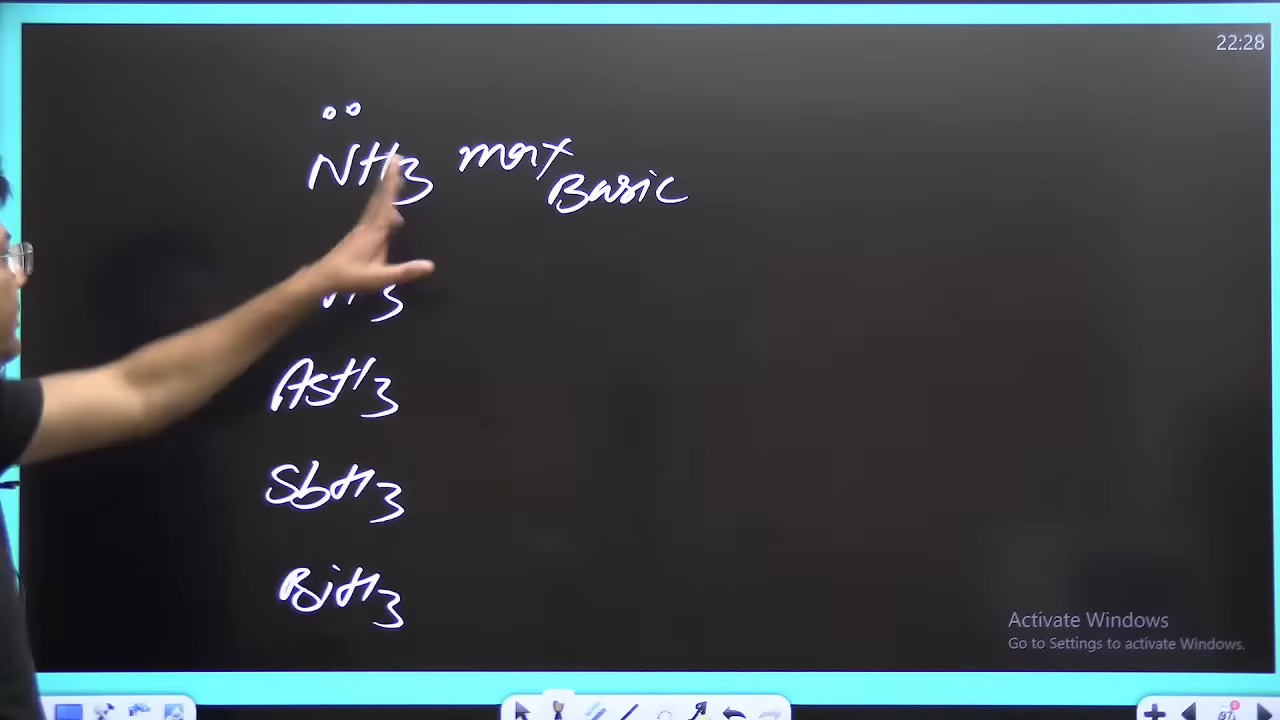 22:28
NH3 max
Basic
AsH3
SbH3
BiH3
Activate Windows
Go to Settings to activate Windows.